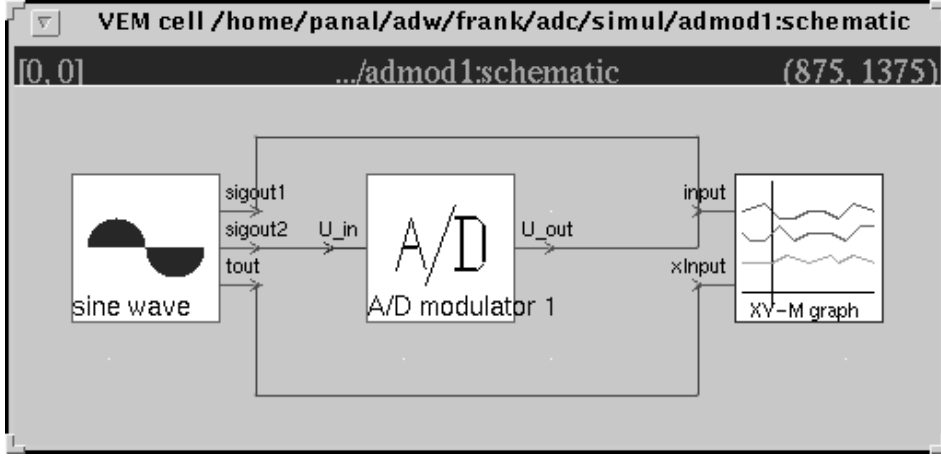 VEM cell /home/panal/adw/frank/adc/simul/admod1:schematic
[0, 0] .../admod1:schematic (875, 1375)
sigout1
input
sigout2 U_in A/D U_out
tout
xInput
sine wave
A/D modulator 1
XY-M graph